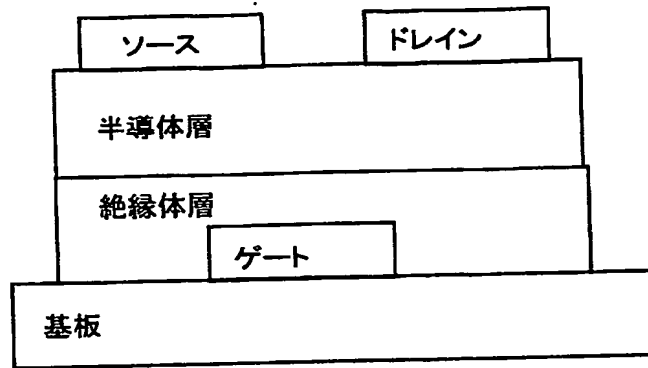 ソース
ドレイン
半導体層
絶縁体層
ゲート
基板